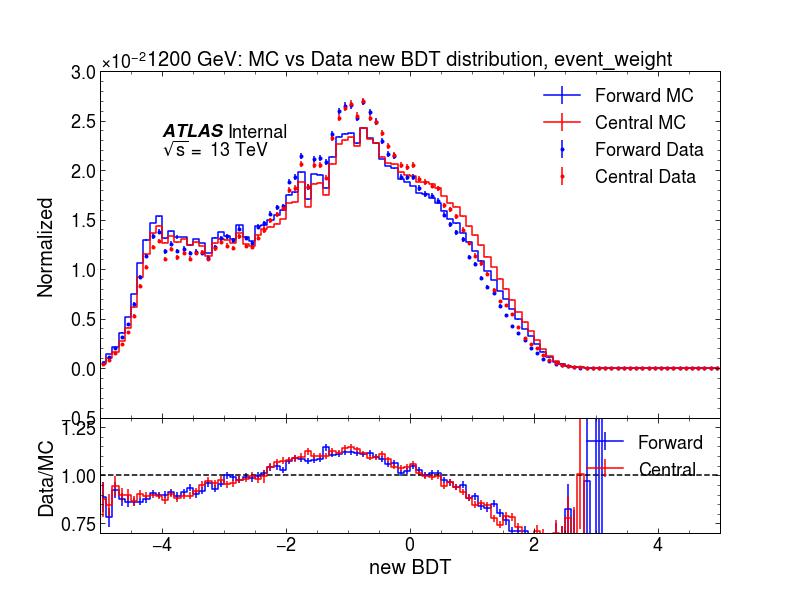 ×10⁻² 1200 GeV: MC vs Data new BDT distribution, event_weight
3.0
2.5
2.0
1.5
1.0
0.5
0.0
−0.5
Normalized
ATLAS Internal
√s = 13 TeV
Forward MC
Central MC
Forward Data
Central Data
1.25
1.00
0.75
Data/MC
Forward
Central
−4 −2 0 2 4
new BDT